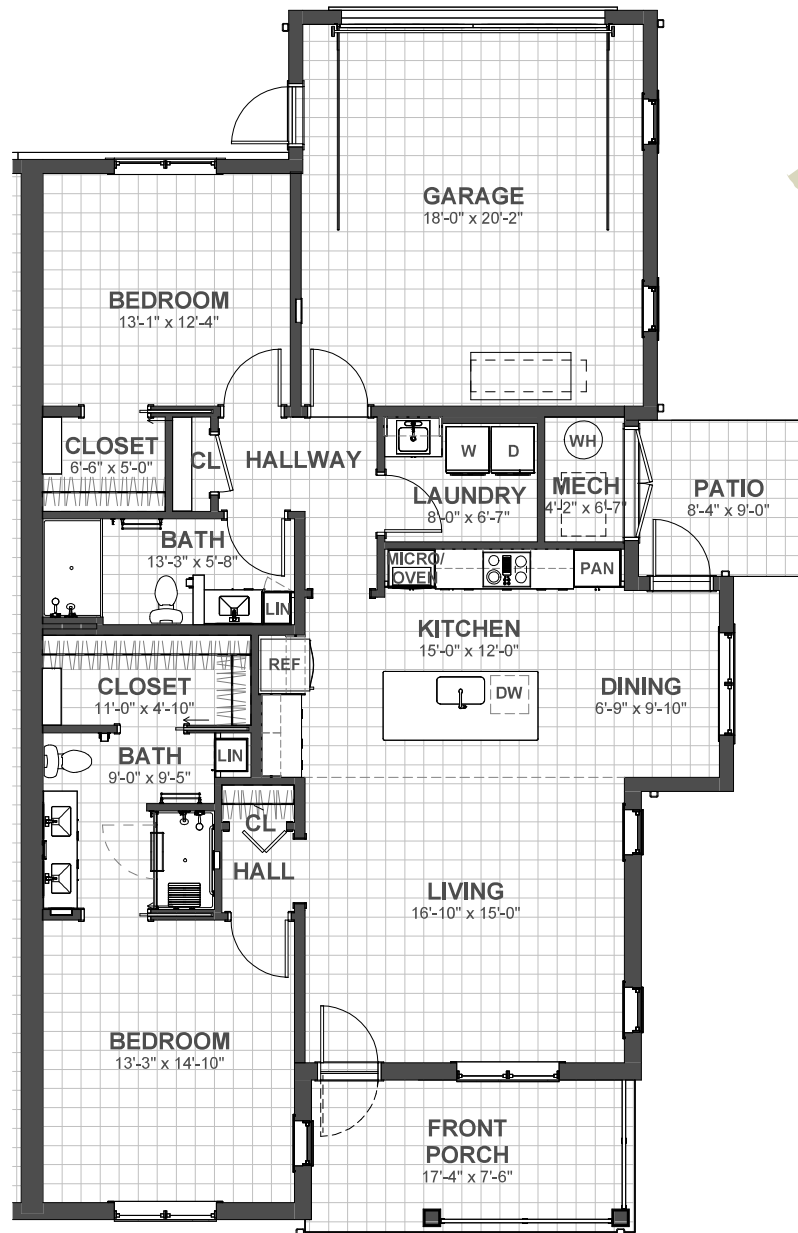 GARAGE
18'-0" x 20'-2"
BEDROOM
13'-1" x 12'-4"
CLOSET
6'-6" x 5'-0"
CL
HALLWAY
W
D
LAUNDRY
8'-0" x 6'-7"
WH
MECH
4'-2" x 6'-7"
PATIO
8'-4" x 9'-0"
BATH
13'-3" x 5'-8"
LIN
MICRO/
OVEN
PAN
KITCHEN
15'-0" x 12'-0"
REF
DW
DINING
6'-9" x 9'-10"
CLOSET
11'-0" x 4'-10"
BATH
9'-0" x 9'-5"
LIN
CL
HALL
LIVING
16'-10" x 15'-0"
BEDROOM
13'-3" x 14'-10"
FRONT
PORCH
17'-4" x 7'-6"